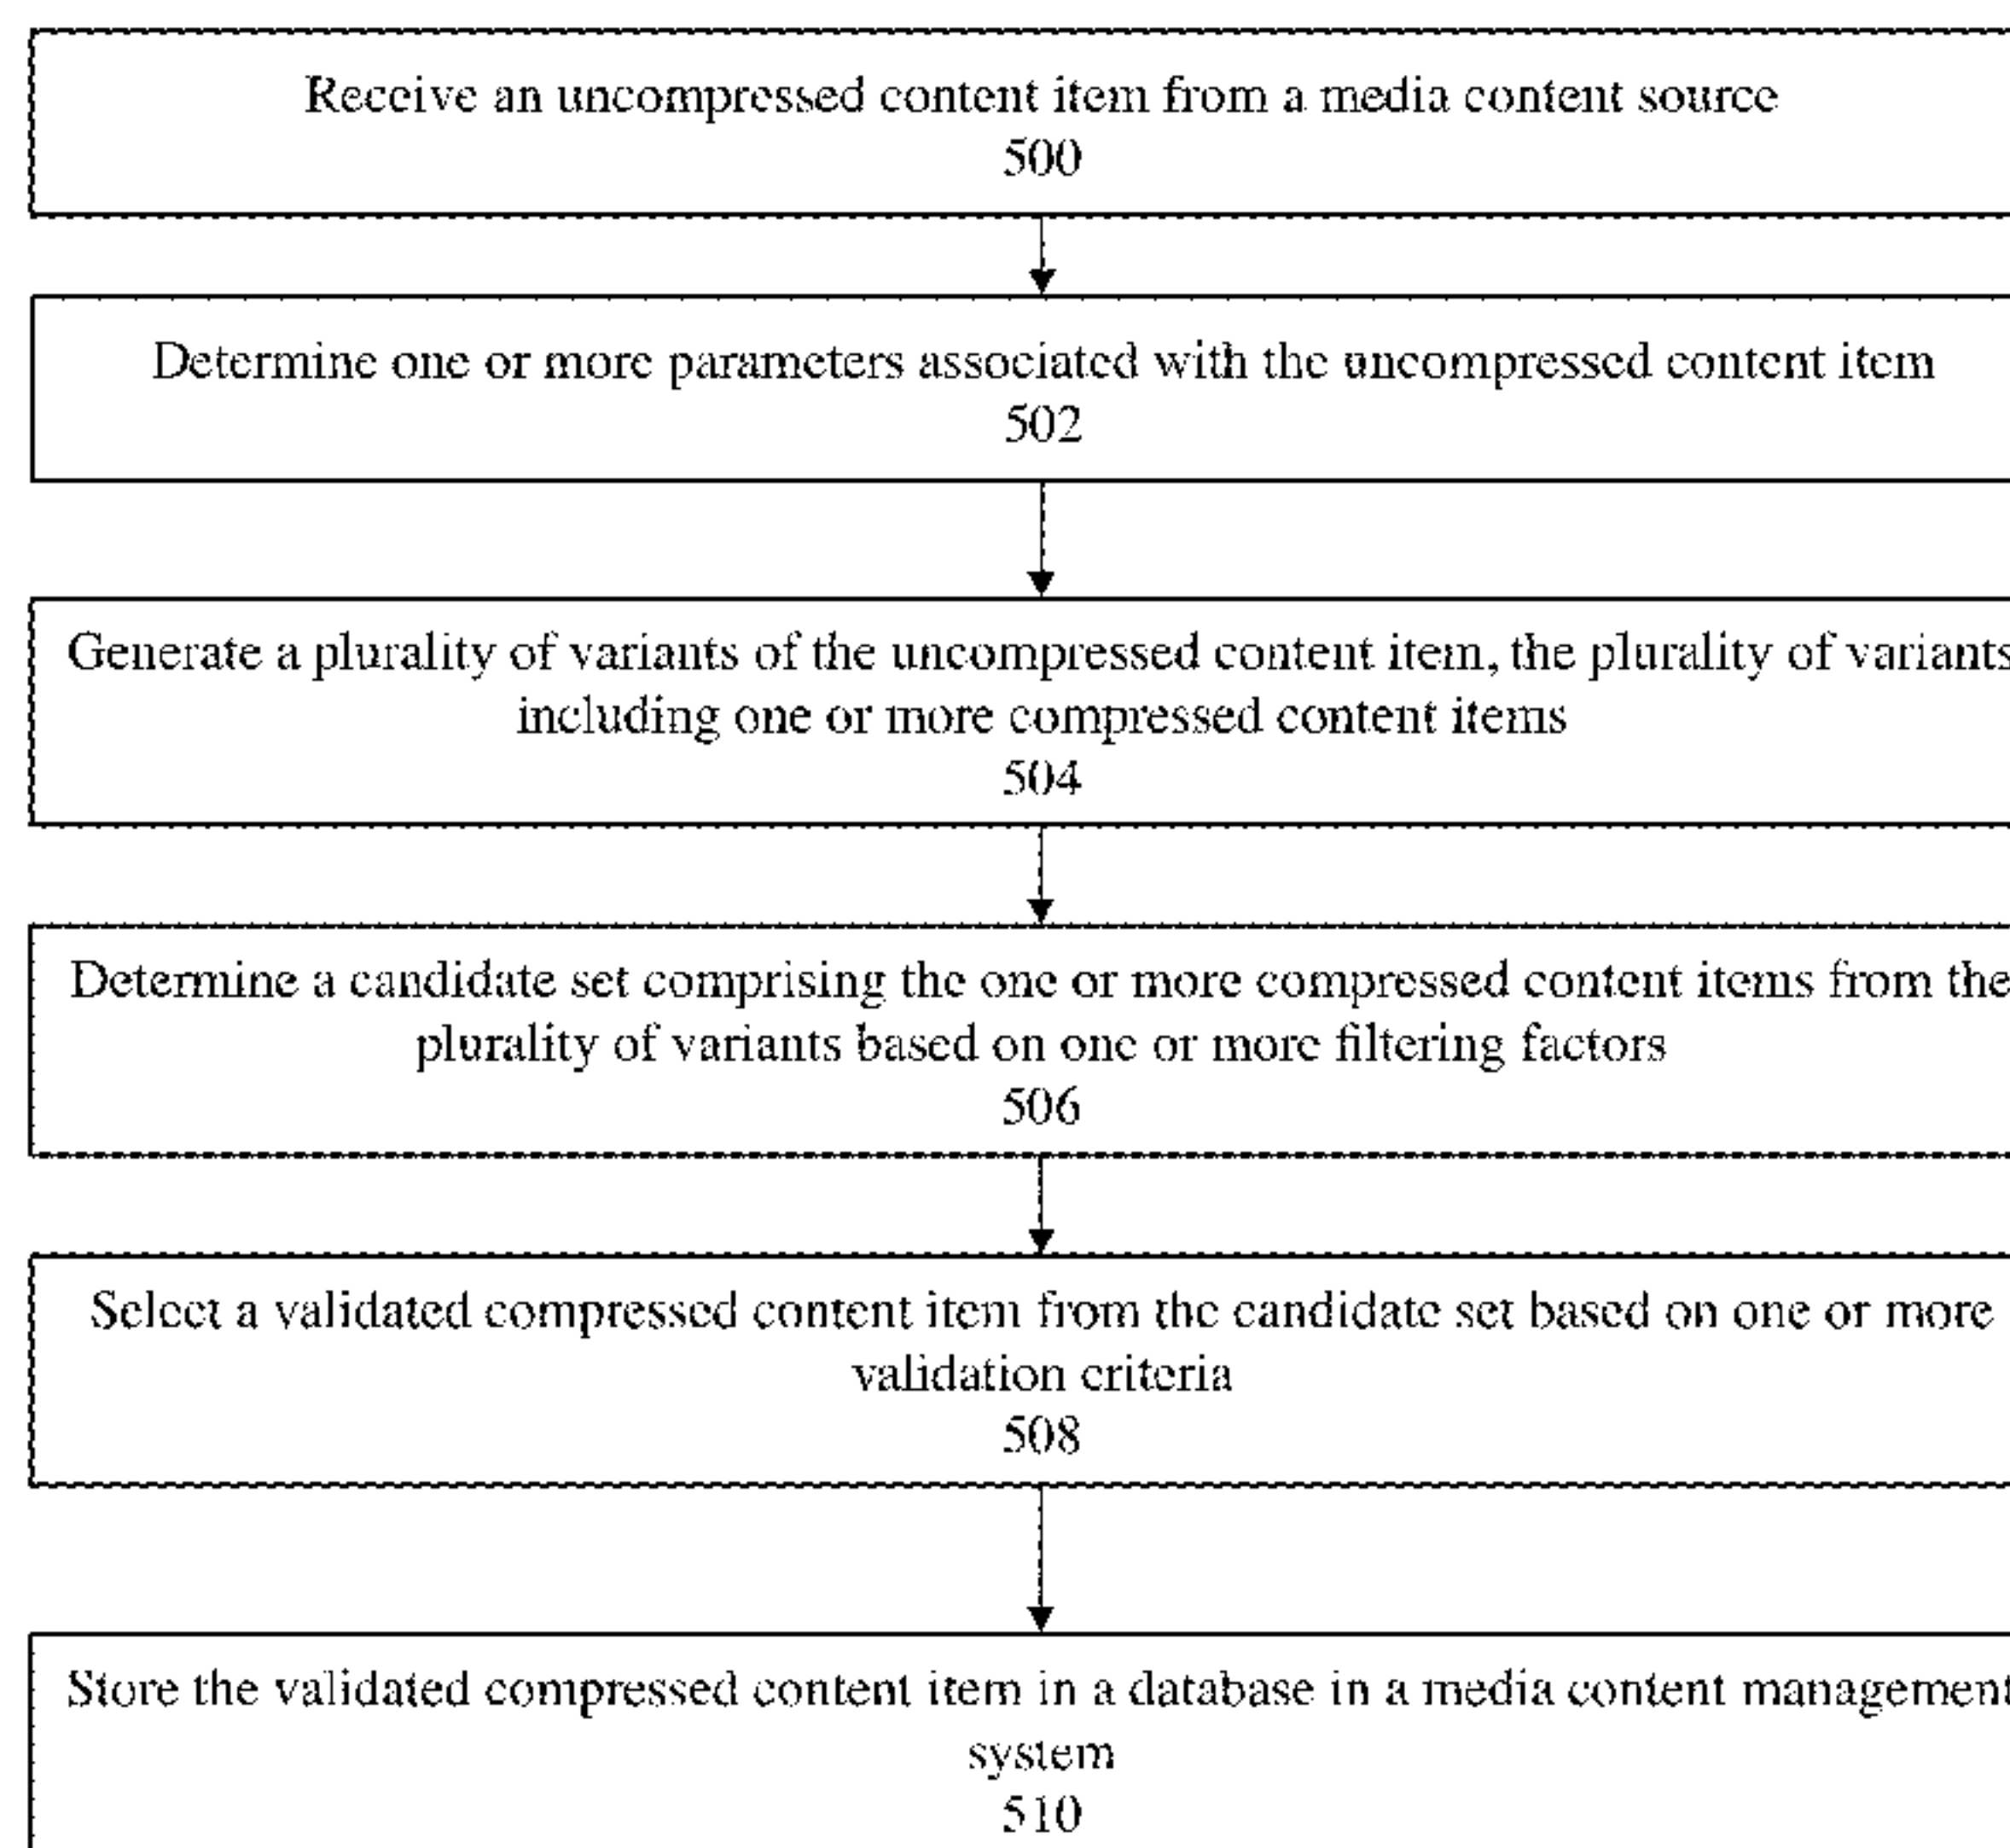 Receive an uncompressed content item from a media content source
500
Determine one or more parameters associated with the uncompressed content item
502
Generate a plurality of variants of the uncompressed content item, the plurality of variants
including one or more compressed content items
504
Determine a candidate set comprising the one or more compressed content items from the
plurality of variants based on one or more filtering factors
506
Select a validated compressed content item from the candidate set based on one or more
validation criteria
508
Store the validated compressed content item in a database in a media content management
system
510